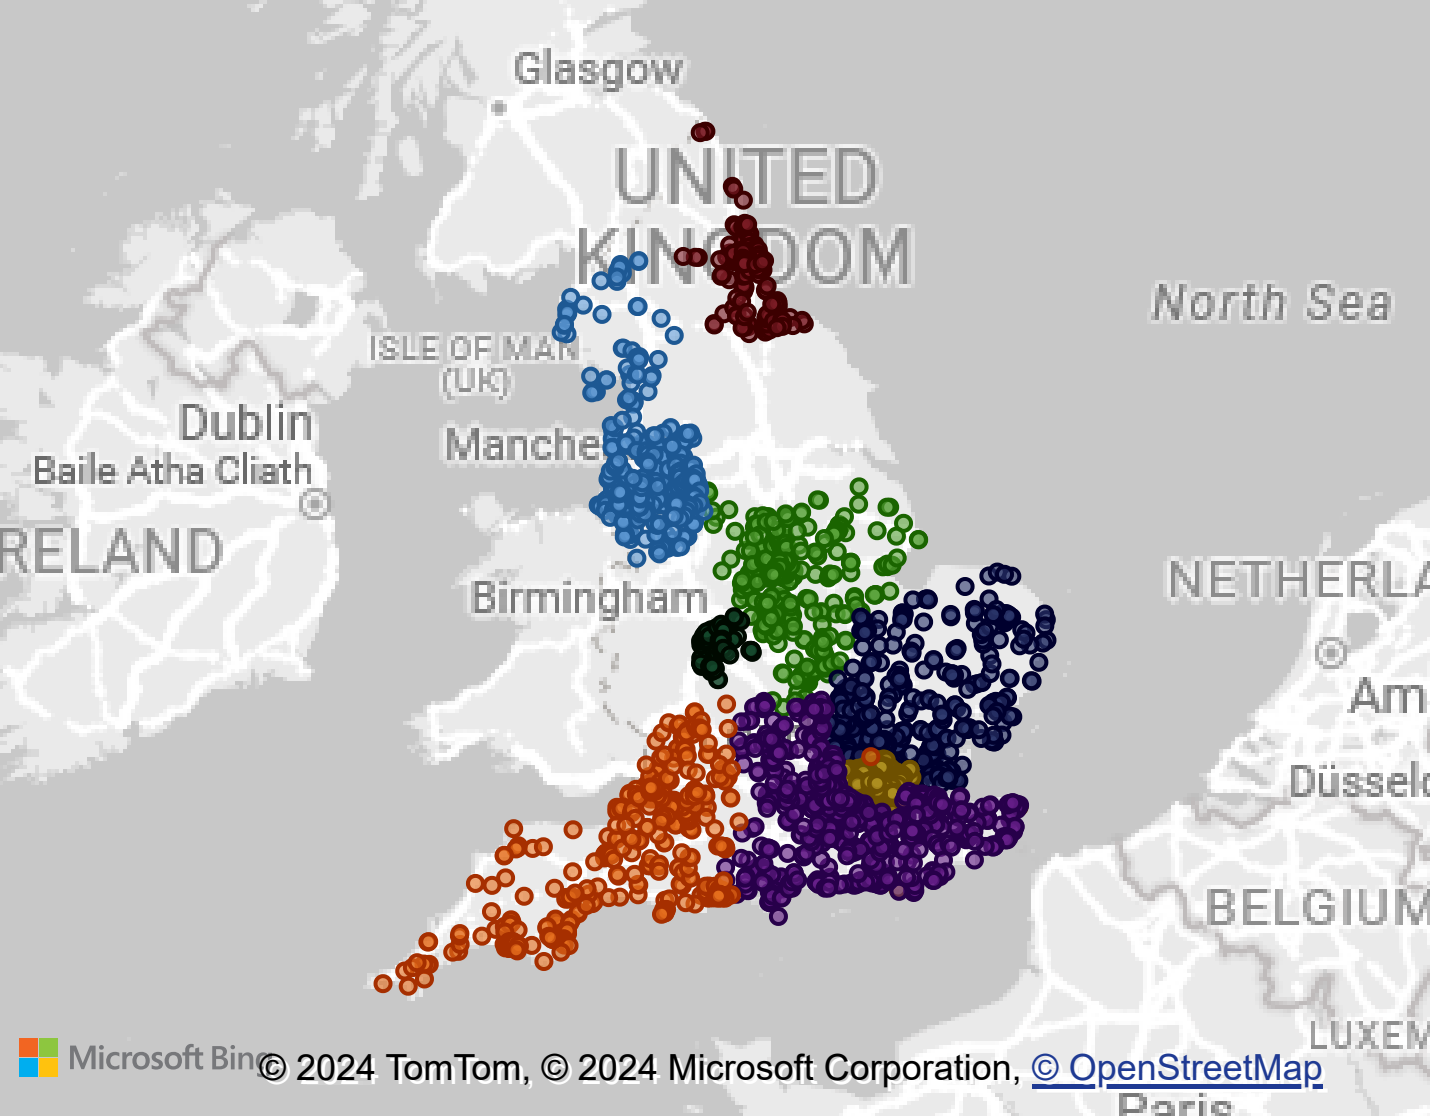 Glasgow
UNITED
KINGDOM
North Sea
ISLE OF MAN
(UK)
Dublin
Manche
Baile Atha Cliath
RELAND
NETHERLA
Birmingham
Am
Düsseld
BELGIUM
LUXEM
Microsoft Bing
© 2024 TomTom, © 2024 Microsoft Corporation, © OpenStreetMap
Paris